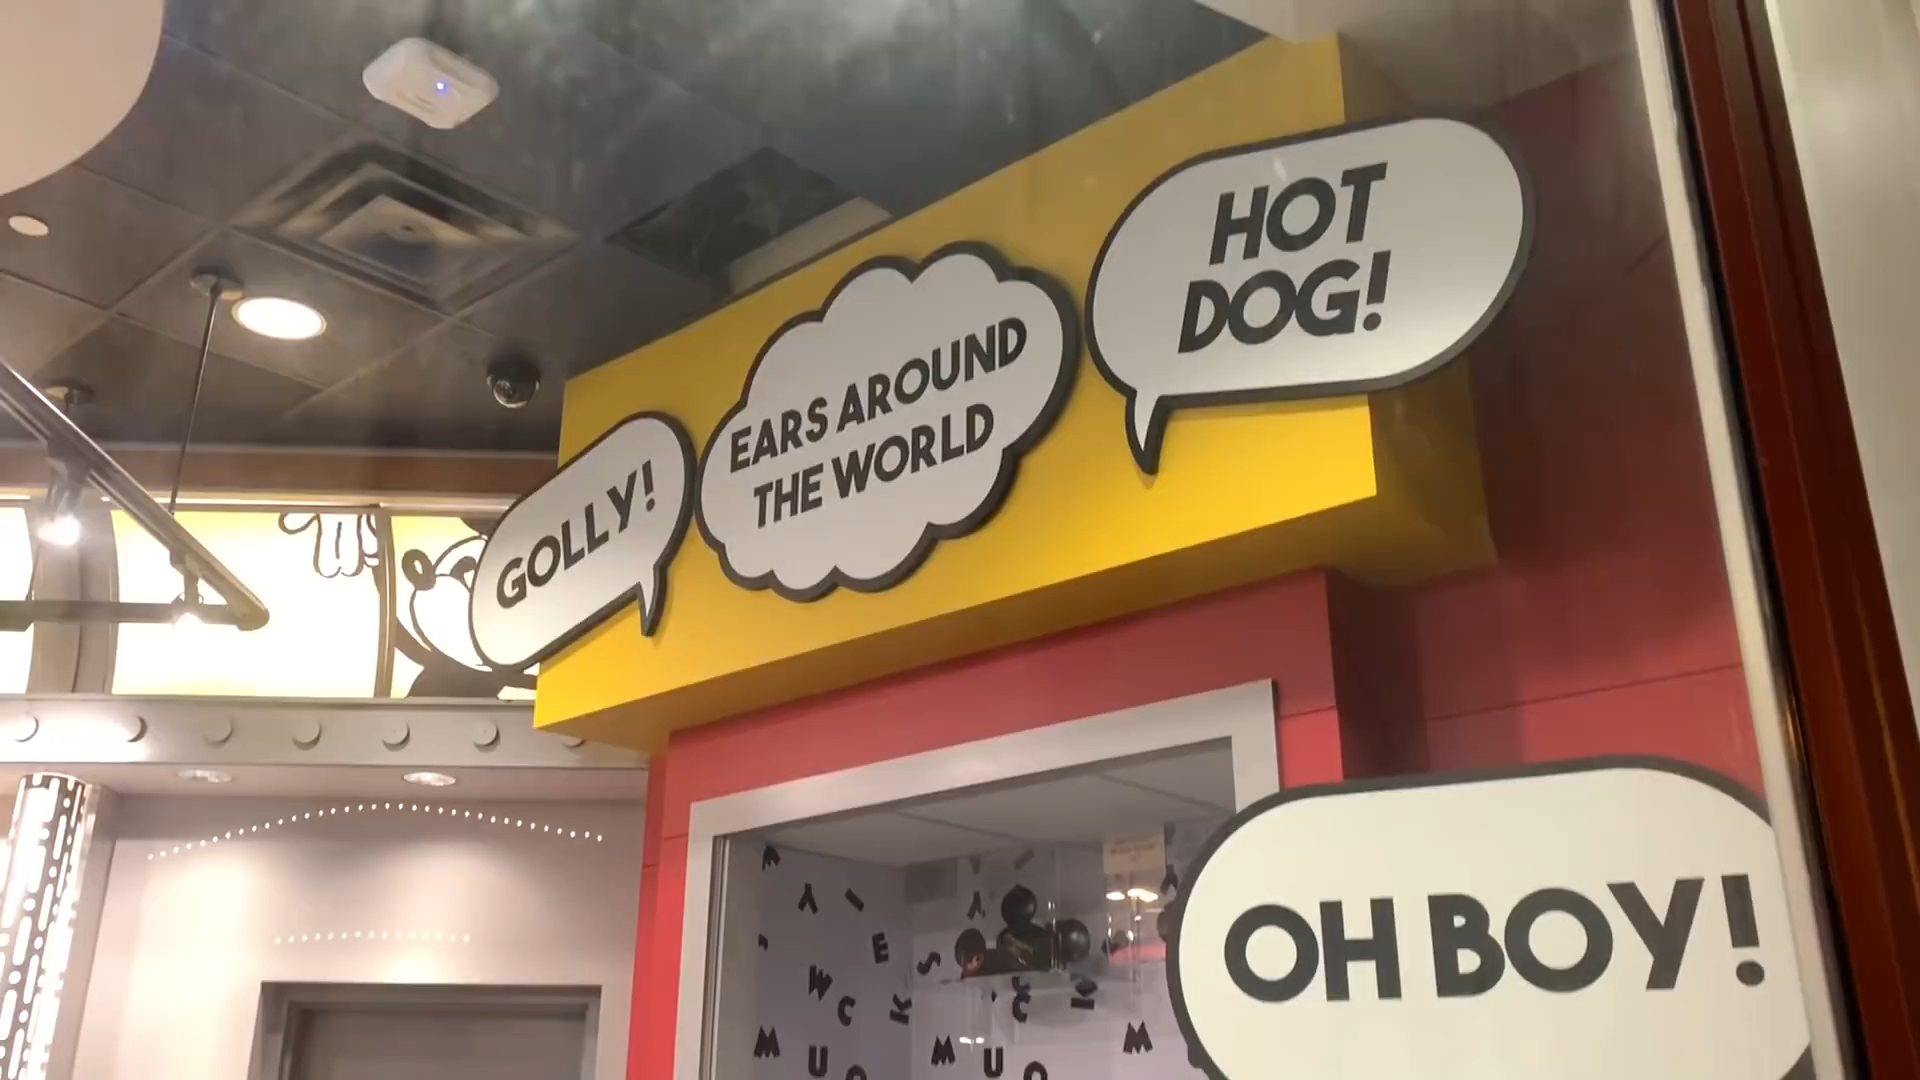 HOT
DOG!
EARS AROUND
THE WORLD
GOLLY!
OH BOY!